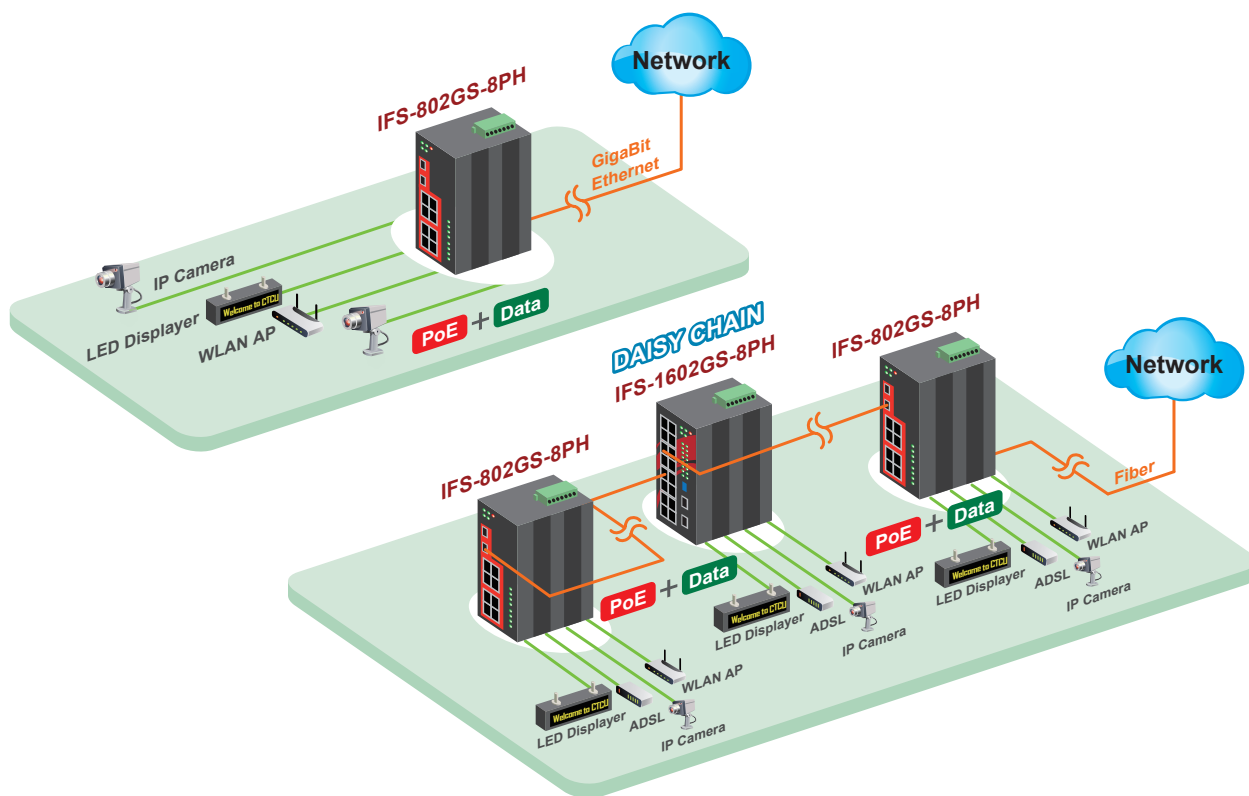 Network
IFS-802GS-8PH
GigaBit
Ethernet
IP Camera
LED Displayer
Welcome to CTCU
WLAN AP
PoE + Data
DAISY CHAIN
IFS-1602GS-8PH
IFS-802GS-8PH
Network
IFS-802GS-8PH
Fiber
PoE + Data
WLAN AP
Welcome to CTCU
LED Displayer
ADSL
IP Camera
PoE + Data
WLAN AP
Welcome to CTCU
LED Displayer
ADSL
IP Camera
WLAN AP
Welcome to CTCU
LED Displayer
ADSL
IP Camera